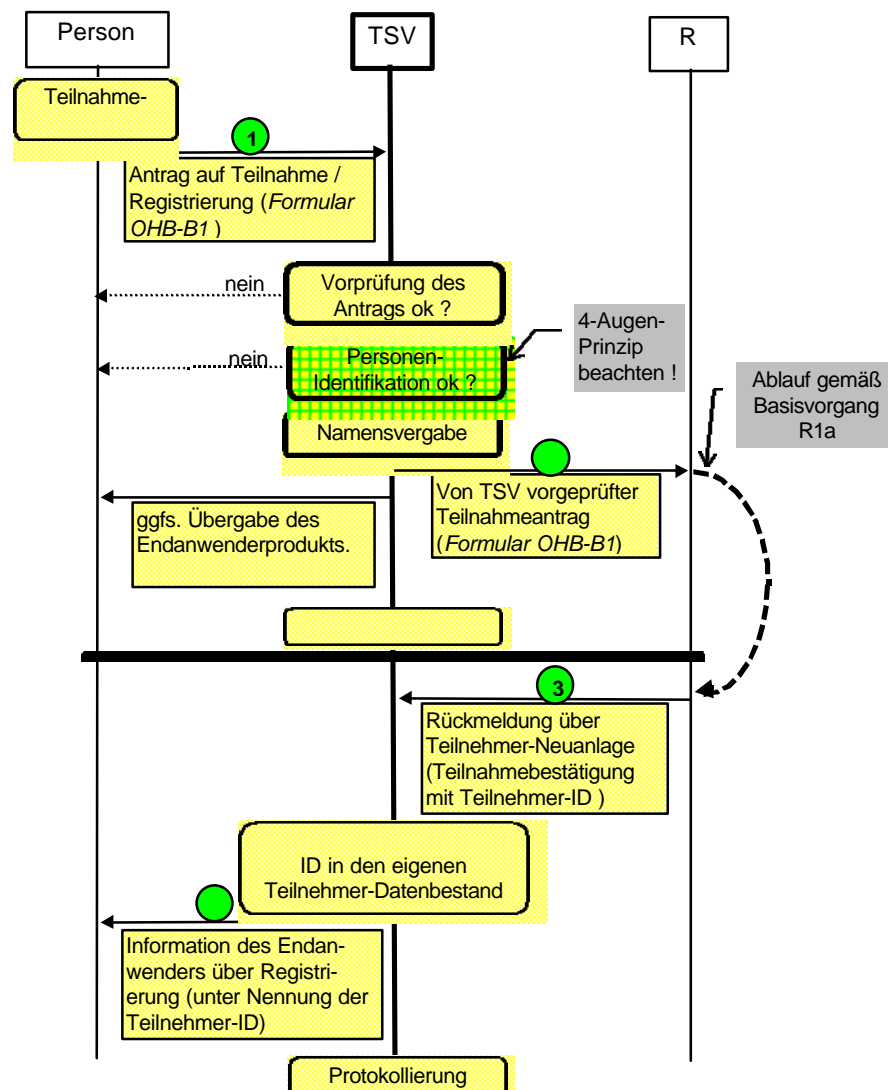 Person
TSV
R
Teilnahme-
1
Antrag auf Teilnahme /
Registrierung (Formular
OHB-B1 )
nein
Vorprüfung des
Antrags ok ?
nein
Personen-
Identifikation ok ?
4-Augen-
Prinzip
beachten !
Ablauf gemäß
Basisvorgang
R1a
Namensvergabe
Von TSV vorgeprüfter
Teilnahmeantrag
(Formular OHB-B1)
ggfs. Übergabe des
Endanwenderprodukts.
3
Rückmeldung über
Teilnehmer-Neuanlage
(Teilnahmebestätigung
mit Teilnehmer-ID )
ID in den eigenen
Teilnehmer-Datenbestand
Information des Endan-
wenders über Registrie-
rung (unter Nennung der
Teilnehmer-ID)
Protokollierung